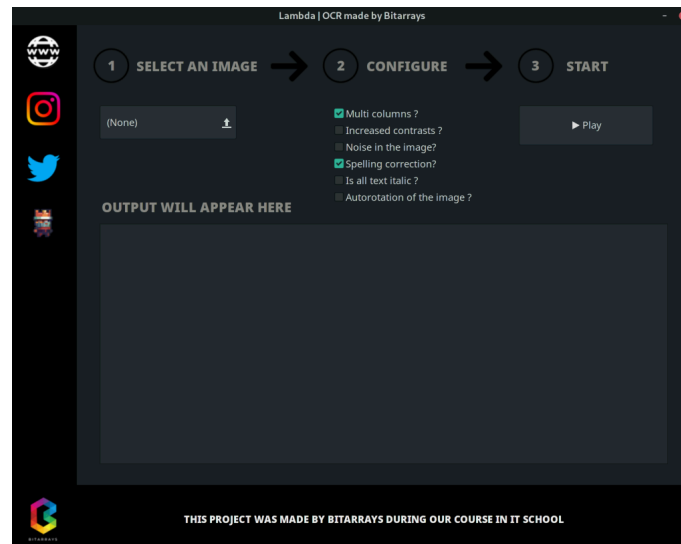 Lambda | OCR made by Bitarrays
www
1 SELECT AN IMAGE
2 CONFIGURE
3 START
(None)
Multi columns ?
Increased contrasts ?
Noise in the image?
Spelling correction?
Is all text italic ?
Autorotation of the image ?
Play
OUTPUT WILL APPEAR HERE
BITARRAYS
THIS PROJECT WAS MADE BY BITARRAYS DURING OUR COURSE IN IT SCHOOL